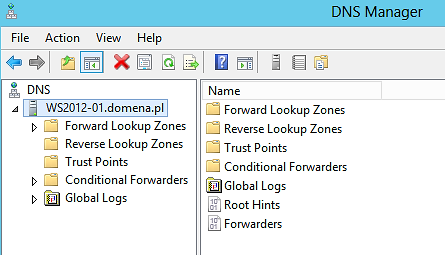 DNS Manager
File Action View Help
DNS
WS2012-01.domena.pl
Forward Lookup Zones
Reverse Lookup Zones
Trust Points
Conditional Forwarders
Global Logs
Name
Forward Lookup Zones
Reverse Lookup Zones
Trust Points
Conditional Forwarders
Global Logs
Root Hints
Forwarders